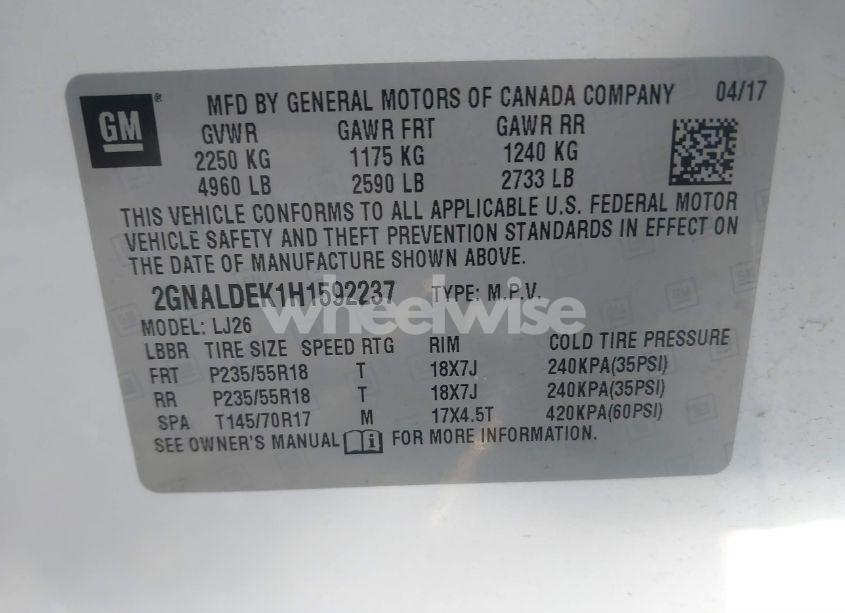 GM® MFD BY GENERAL MOTORS OF CANADA COMPANY 04/17
GVWR GAWR FRT GAWR RR
2250 KG 1175 KG 1240 KG
4960 LB 2590 LB 2733 LB
THIS VEHICLE CONFORMS TO ALL APPLICABLE U.S. FEDERAL MOTOR
VEHICLE SAFETY AND THEFT PREVENTION STANDARDS IN EFFECT ON
THE DATE OF MANUFACTURE SHOWN ABOVE.
2GNALDEK1H1592237 TYPE: M.P.V.
wheelwise
MODEL: LJ26
LBBR TIRE SIZE SPEED RTG RIM COLD TIRE PRESSURE
FRT P235/55R18 T 18X7J 240KPA(35PSI)
RR P235/55R18 T 18X7J 240KPA(35PSI)
SPA T145/70R17 M 17X4.5T 420KPA(60PSI)
SEE OWNER'S MANUAL i FOR MORE INFORMATION.